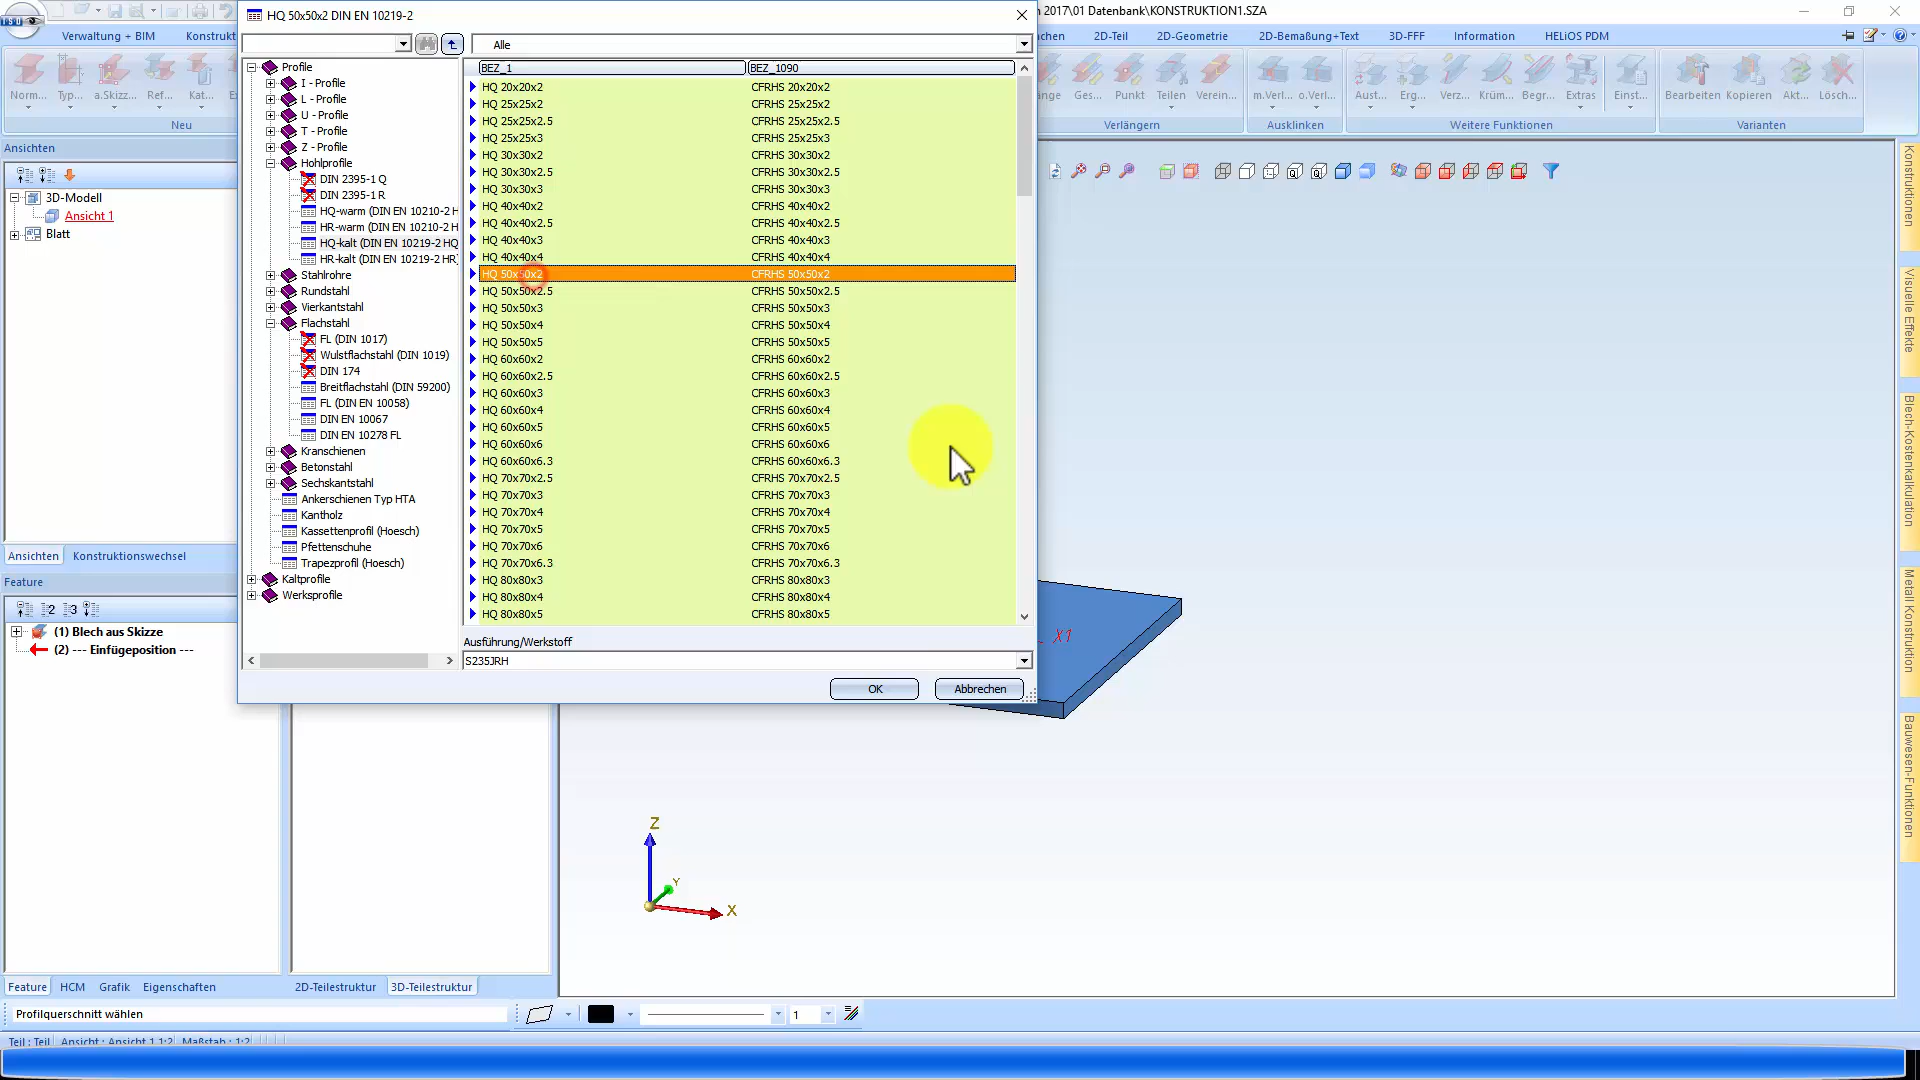 HQ 50x50x2 DIN EN 10219-2
n 2017\01 Datenbank\KONSTRUKTION1.SZA
ISD
Verwaltung + BIM
Konstrukt
chen
2D-Teil
2D-Geometrie
2D-Bemaßung+Text
3D-FFF
Information
HELiOS PDM
Norm...
Typ...
a.Skizz...
Ref...
Kat...
Neu
Ges...
Punkt
Teilen
Verein...
Verlängern
m.Verl...
o.Verl...
Ausklinken
Aust...
Erg...
Verz...
Krüm...
Begr...
Extras
Einst...
Weitere Funktionen
Bearbeiten
Kopieren
Akt...
Lösch...
Varianten
Ansichten
3D-Modell
Ansicht 1
Blatt
Ansichten
Konstruktionswechsel
Feature
(1) Blech aus Skizze
(2) --- Einfügeposition ---
Alle
Profile
I - Profile
L - Profile
U - Profile
T - Profile
Z - Profile
Hohlprofile
DIN 2395-1 Q
DIN 2395-1 R
HQ-warm (DIN EN 10210-2 H
HR-warm (DIN EN 10210-2 H
HQ-kalt (DIN EN 10219-2 HQ
HR-kalt (DIN EN 10219-2 HR)
Stahlrohre
Rundstahl
Vierkantstahl
Flachstahl
FL (DIN 1017)
Wulstflachstahl (DIN 1019)
DIN 174
Breitflachstahl (DIN 59200)
FL (DIN EN 10058)
DIN EN 10067
DIN EN 10278 FL
Kranschienen
Betonstahl
Sechskantstahl
Ankerschienen Typ HTA
Kantholz
Kassettenprofil (Hoesch)
Pfettenschuhe
Trapezprofil (Hoesch)
Kaltprofile
Werksprofile
BEZ_1 BEZ_1090
HQ 20x20x2 CFRHS 20x20x2
HQ 25x25x2 CFRHS 25x25x2
HQ 25x25x2.5 CFRHS 25x25x2.5
HQ 25x25x3 CFRHS 25x25x3
HQ 30x30x2 CFRHS 30x30x2
HQ 30x30x2.5 CFRHS 30x30x2.5
HQ 30x30x3 CFRHS 30x30x3
HQ 40x40x2 CFRHS 40x40x2
HQ 40x40x2.5 CFRHS 40x40x2.5
HQ 40x40x3 CFRHS 40x40x3
HQ 40x40x4 CFRHS 40x40x4
HQ 50x50x2 CFRHS 50x50x2
HQ 50x50x2.5 CFRHS 50x50x2.5
HQ 50x50x3 CFRHS 50x50x3
HQ 50x50x4 CFRHS 50x50x4
HQ 50x50x5 CFRHS 50x50x5
HQ 60x60x2 CFRHS 60x60x2
HQ 60x60x2.5 CFRHS 60x60x2.5
HQ 60x60x3 CFRHS 60x60x3
HQ 60x60x4 CFRHS 60x60x4
HQ 60x60x5 CFRHS 60x60x5
HQ 60x60x6 CFRHS 60x60x6
HQ 60x60x6.3 CFRHS 60x60x6.3
HQ 70x70x2.5 CFRHS 70x70x2.5
HQ 70x70x3 CFRHS 70x70x3
HQ 70x70x4 CFRHS 70x70x4
HQ 70x70x5 CFRHS 70x70x5
HQ 70x70x6 CFRHS 70x70x6
HQ 70x70x6.3 CFRHS 70x70x6.3
HQ 80x80x3 CFRHS 80x80x3
HQ 80x80x4 CFRHS 80x80x4
HQ 80x80x5 CFRHS 80x80x5
Ausführung/Werkstoff
S235JRH
OK
Abbrechen
X1
Z
Y
X
Konstruktionen
Visuelle Effekte
Blech-Kostenkalkulation
Metall Konstruktion
Bauwesen-Funktionen
Feature
HCM
Grafik
Eigenschaften
2D-Teilestruktur
3D-Teilestruktur
Profilquerschnitt wählen
1
Teil : Teil
Ansicht : Ansicht 1 1:2
Maßstab : 1:2